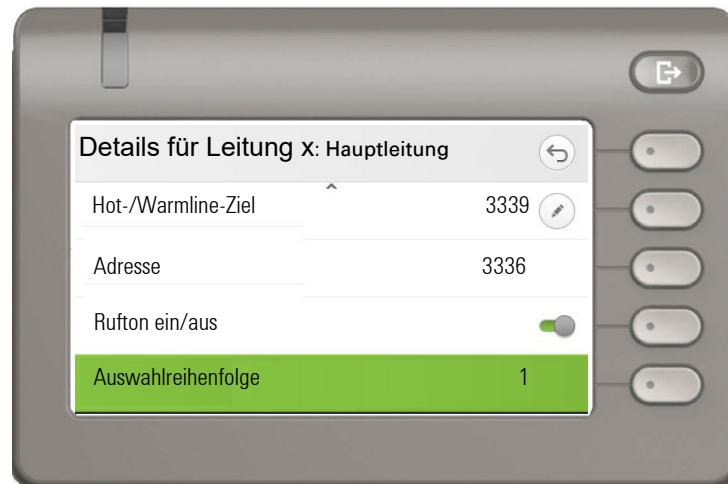 Details für Leitung x: Hauptleitung
Hot-/Warmline-Ziel 3339
Adresse 3336
Rufton ein/aus
Auswahlreihenfolge 1